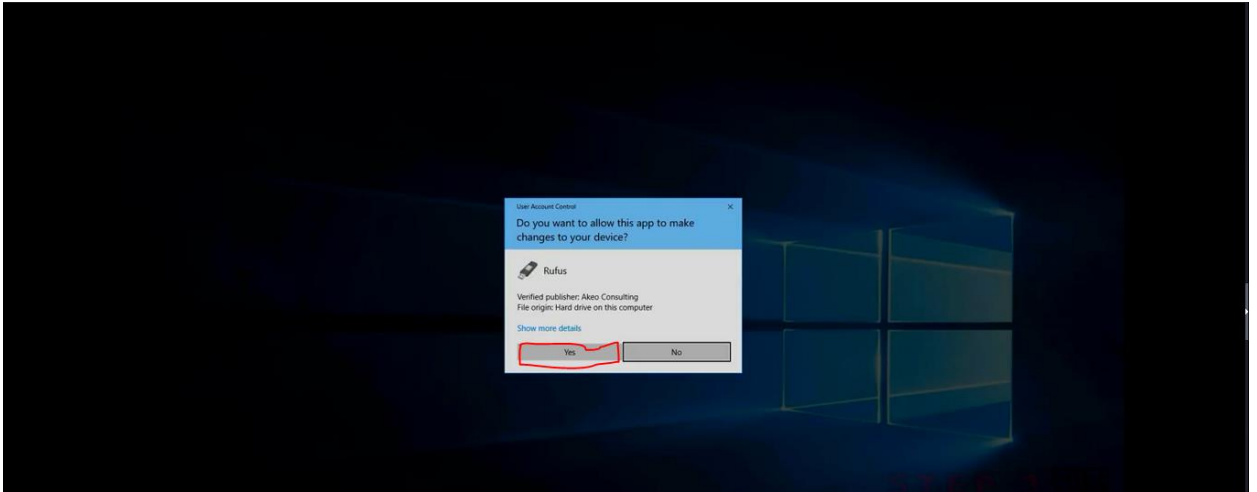 User Account Control
Do you want to allow this app to make
changes to your device?
Rufus
Verified publisher: Akeo Consulting
File origin: Hard drive on this computer
Show more details
Yes
No